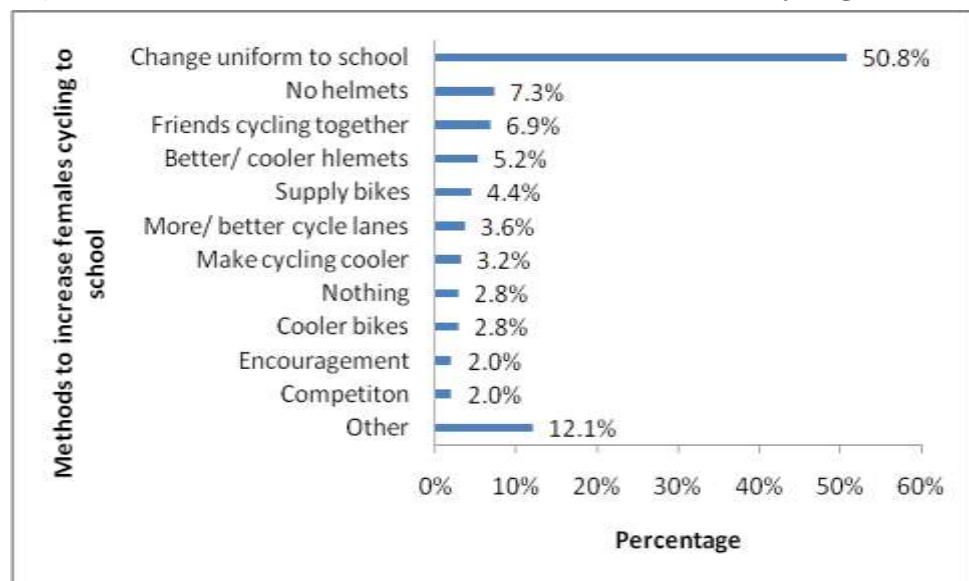 Methods to increase females cycling to
school
Change uniform to school 50.8%
No helmets 7.3%
Friends cycling together 6.9%
Better/ cooler hlemets 5.2%
Supply bikes 4.4%
More/ better cycle lanes 3.6%
Make cycling cooler 3.2%
Nothing 2.8%
Cooler bikes 2.8%
Encouragement 2.0%
Competiton 2.0%
Other 12.1%
0% 10% 20% 30% 40% 50% 60%
Percentage